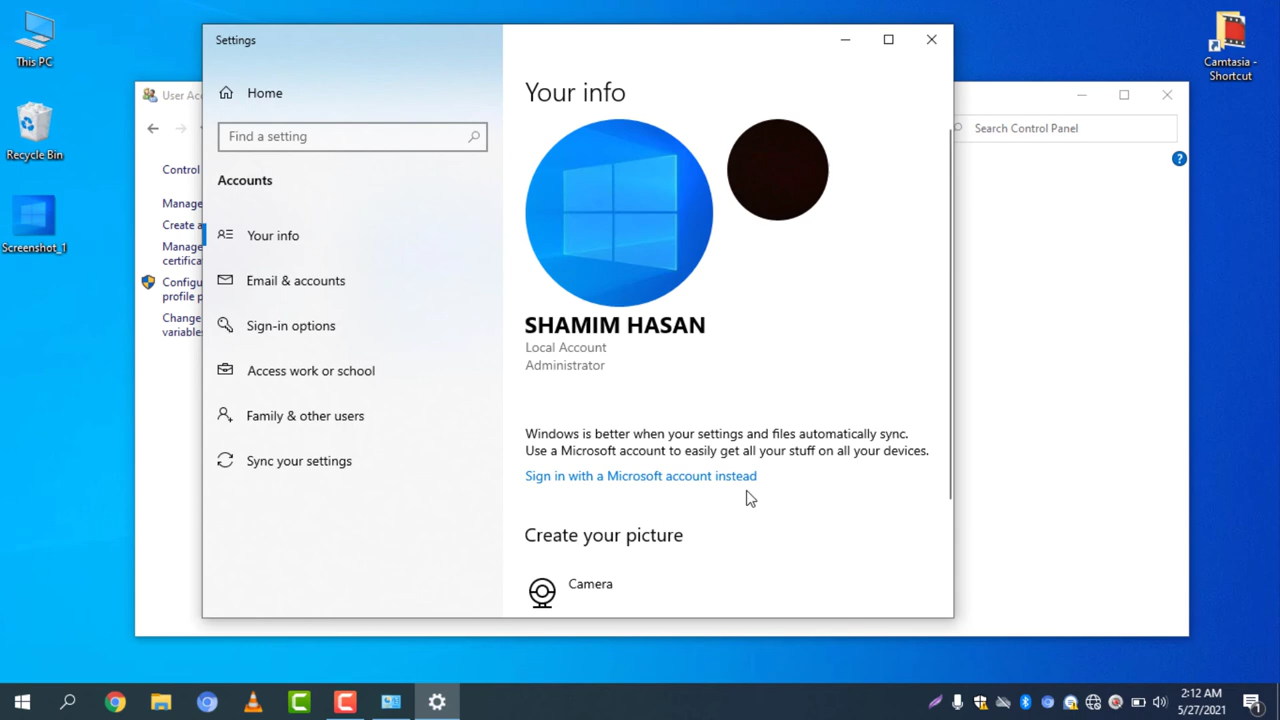 This PC
Recycle Bin
Screenshot_1
Camtasia -
Shortcut
User Acc
Search Control Panel
Control
Manage
Create a
Manage
certifica
Configu
profile p
Change
variables
Settings
Home
Find a setting
Accounts
Your info
Email & accounts
Sign-in options
Access work or school
Family & other users
Sync your settings
Your info
SHAMIM HASAN
Local Account
Administrator
Windows is better when your settings and files automatically sync.
Use a Microsoft account to easily get all your stuff on all your devices.
Sign in with a Microsoft account instead
Create your picture
Camera
2:12 AM
5/27/2021
1